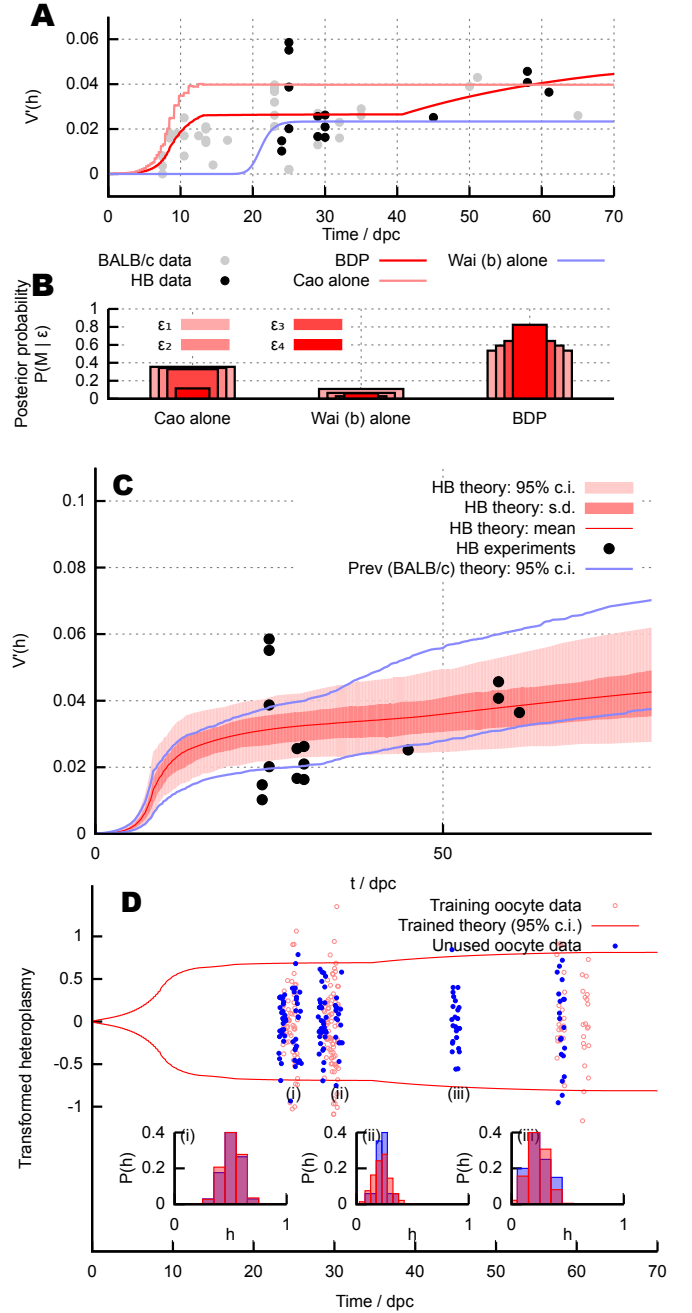 A
0.06
0.04
0.02
0
V'(h)
0 10 20 30 40 50 60 70
Time / dpc
BALB/c data BDP Wai (b) alone
HB data Cao alone
B
Posterior probability
P(M | ε)
1
0.8
0.6
0.4
0.2
0
ε1 ε3
ε2 ε4
Cao alone Wai (b) alone BDP
C
0.1
0.08
0.06
0.04
0.02
0
V'(h)
HB theory: 95% c.i.
HB theory: s.d.
HB theory: mean
HB experiments
Prev (BALB/c) theory: 95% c.i.
0 50
t / dpc
D
Training oocyte data
Trained theory (95% c.i.)
Unused oocyte data
Transformed heteroplasmy
1.5
1
0.5
0
-0.5
-1
(i) (ii) (iii)
0.4 (i) 0.4 (ii) 0.4 (iii)
P(h) 0.2 P(h) 0.2 P(h) 0.2
0 0 0
0 1 0 1 0 1
h h h
0 10 20 30 40 50 60 70
Time / dpc